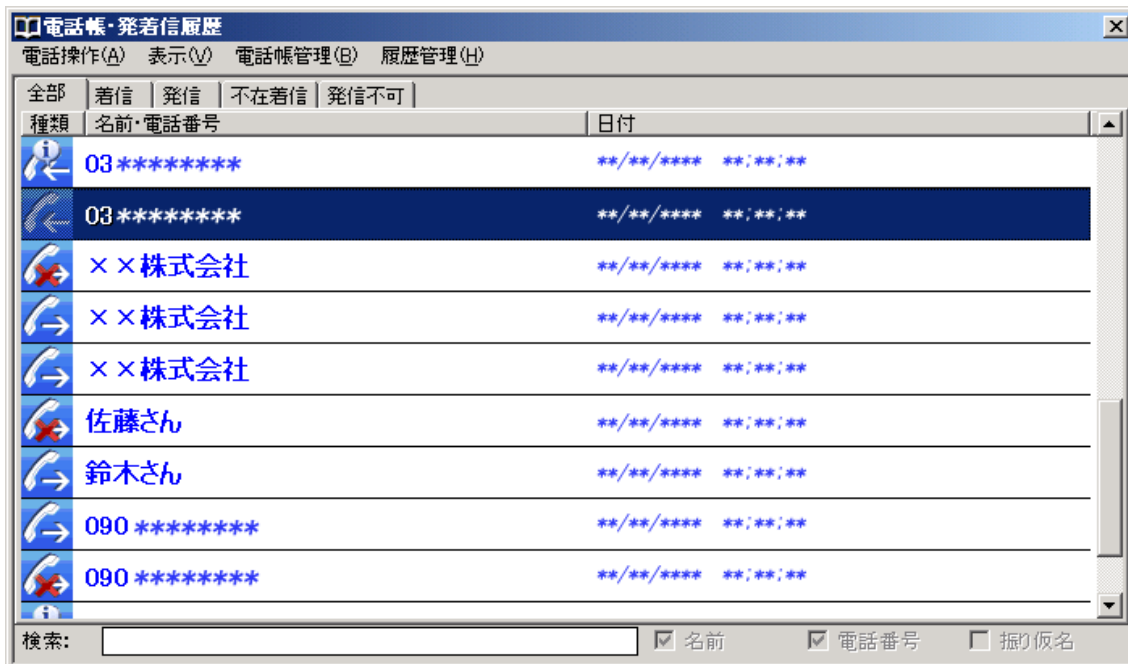 電話帳・発着信履歴
電話操作(A) 表示(V) 電話帳管理(B) 履歴管理(H)
全部 着信 発信 不在着信 発信不可
種類 名前・電話番号 日付
03******** **/**/**** **:**:**
03******** **/**/**** **:**:**
××株式会社 **/**/**** **:**:**
××株式会社 **/**/**** **:**:**
××株式会社 **/**/**** **:**:**
佐藤さん **/**/**** **:**:**
鈴木さん **/**/**** **:**:**
090 ******** **/**/**** **:**:**
090 ******** **/**/**** **:**:**
検索: 名前 電話番号 振り仮名